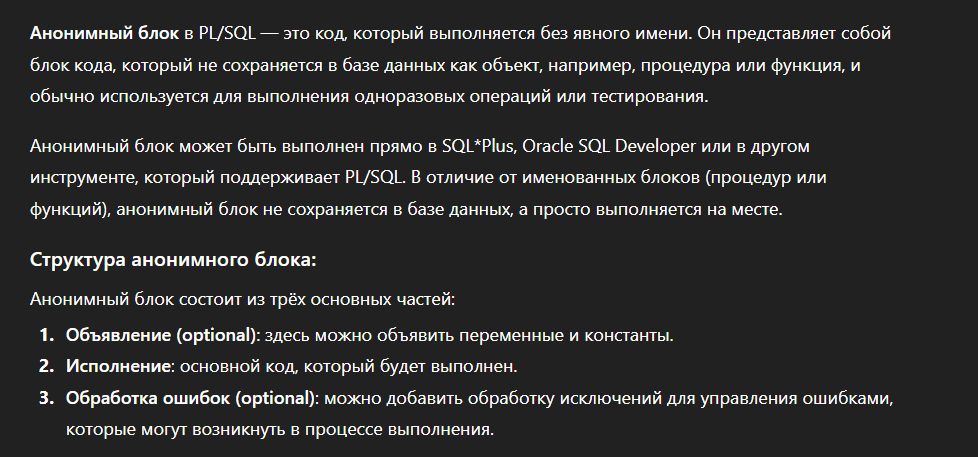 Анонимный блок в PL/SQL — это код, который выполняется без явного имени. Он представляет собой
блок кода, который не сохраняется в базе данных как объект, например, процедура или функция, и
обычно используется для выполнения одноразовых операций или тестирования.
Анонимный блок может быть выполнен прямо в SQL*Plus, Oracle SQL Developer или в другом
инструменте, который поддерживает PL/SQL. В отличие от именованных блоков (процедур или
функций), анонимный блок не сохраняется в базе данных, а просто выполняется на месте.
Структура анонимного блока:
Анонимный блок состоит из трёх основных частей:
1. Объявление (optional): здесь можно объявить переменные и константы.
2. Исполнение: основной код, который будет выполнен.
3. Обработка ошибок (optional): можно добавить обработку исключений для управления ошибками,
которые могут возникнуть в процессе выполнения.